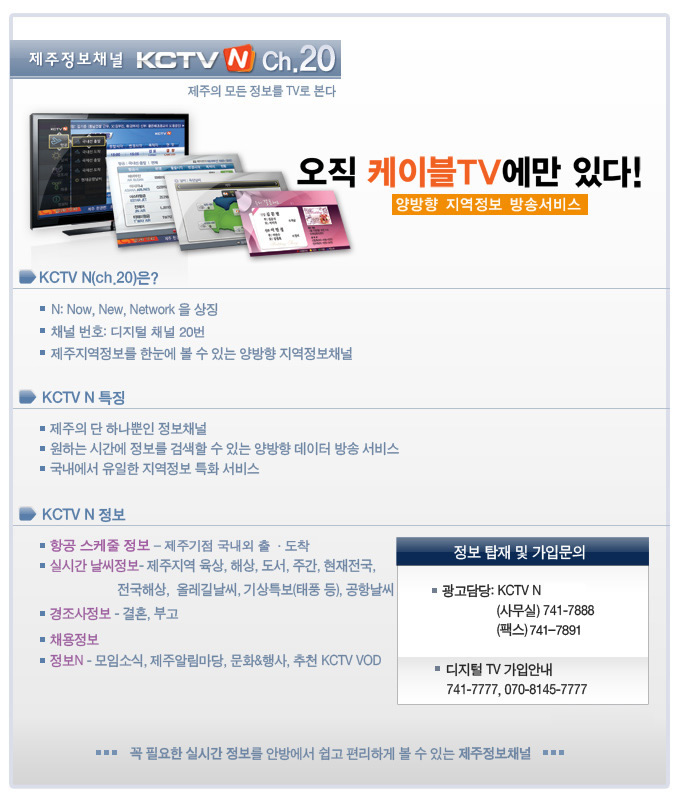 제주정보채널 KCTV N Ch.20
제주의 모든 정보를 TV로 본다
오직 케이블TV에만 있다!
양방향 지역정보 방송서비스
KCTV N(ch.20)은?
N: Now, New, Network 을 상징
채널 번호: 디지털 채널 20번
제주지역정보를 한눈에 볼 수 있는 양방향 지역정보채널
KCTV N 특징
제주의 단 하나뿐인 정보채널
원하는 시간에 정보를 검색할 수 있는 양방향 데이터 방송 서비스
국내에서 유일한 지역정보 특화 서비스
KCTV N 정보
항공 스케줄 정보 – 제주기점 국내외 출 · 도착
실시간 날씨정보- 제주지역 육상, 해상, 도서, 주간, 현재전국,
전국해상, 올레길날씨, 기상특보(태풍 등), 공항날씨
경조사정보 - 결혼, 부고
채용정보
정보N - 모임소식, 제주알림마당, 문화&행사, 추천 KCTV VOD
정보 탑재 및 가입문의
광고담당: KCTV N
(사무실) 741-7888
(팩스) 741–7891
디지털 TV 가입안내
741-7777, 070-8145-7777
꼭 필요한 실시간 정보를 안방에서 쉽고 편리하게 볼 수 있는 제주정보채널